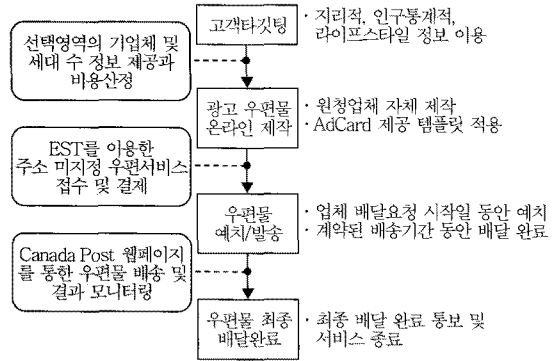 고객타깃팅
· 지리적, 인구통계적,
라이프스타일 정보 이용
선택영역의 기업체 및
세대 수 정보 제공과
비용산정
광고 우편물
온라인 제작
· 원청업체 자체 제작
· AdCard 제공 템플릿 적용
EST를 이용한
주소 미지정 우편서비스
접수 및 결제
우편물
예치/발송
· 업체 배달요청 시작일 동안 예치
· 계약된 배송기간 동안 배달 완료
Canada Post 웹페이지
를 통한 우편물 배송 및
결과 모니터링
우편물 최종
배달완료
· 최종 배달 완료 통보 및
서비스 종료